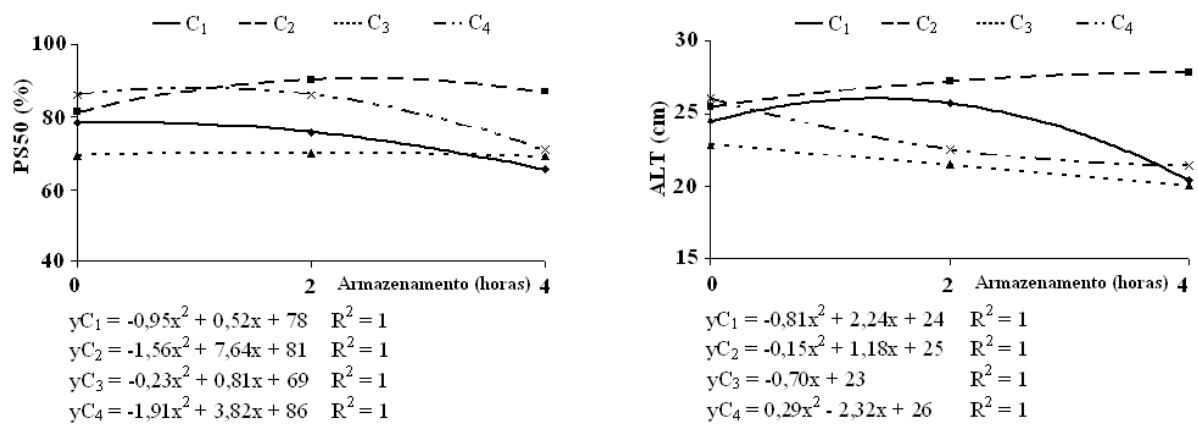 C₁ C₂ C₃ C₄
100
80
60
40
PS50 (%)
0 2 Armazenamento (horas) 4
yC₁ = -0,95x² + 0,52x + 78 R² = 1
yC₂ = -1,56x² + 7,64x + 81 R² = 1
yC₃ = -0,23x² + 0,81x + 69 R² = 1
yC₄ = -1,91x² + 3,82x + 86 R² = 1
C₁ C₂ C₃ C₄
30
25
20
15
ALT (cm)
0 2 Armazenamento (horas) 4
yC₁ = -0,81x² + 2,24x + 24 R² = 1
yC₂ = -0,15x² + 1,18x + 25 R² = 1
yC₃ = -0,70x + 23 R² = 1
yC₄ = 0,29x² - 2,32x + 26 R² = 1